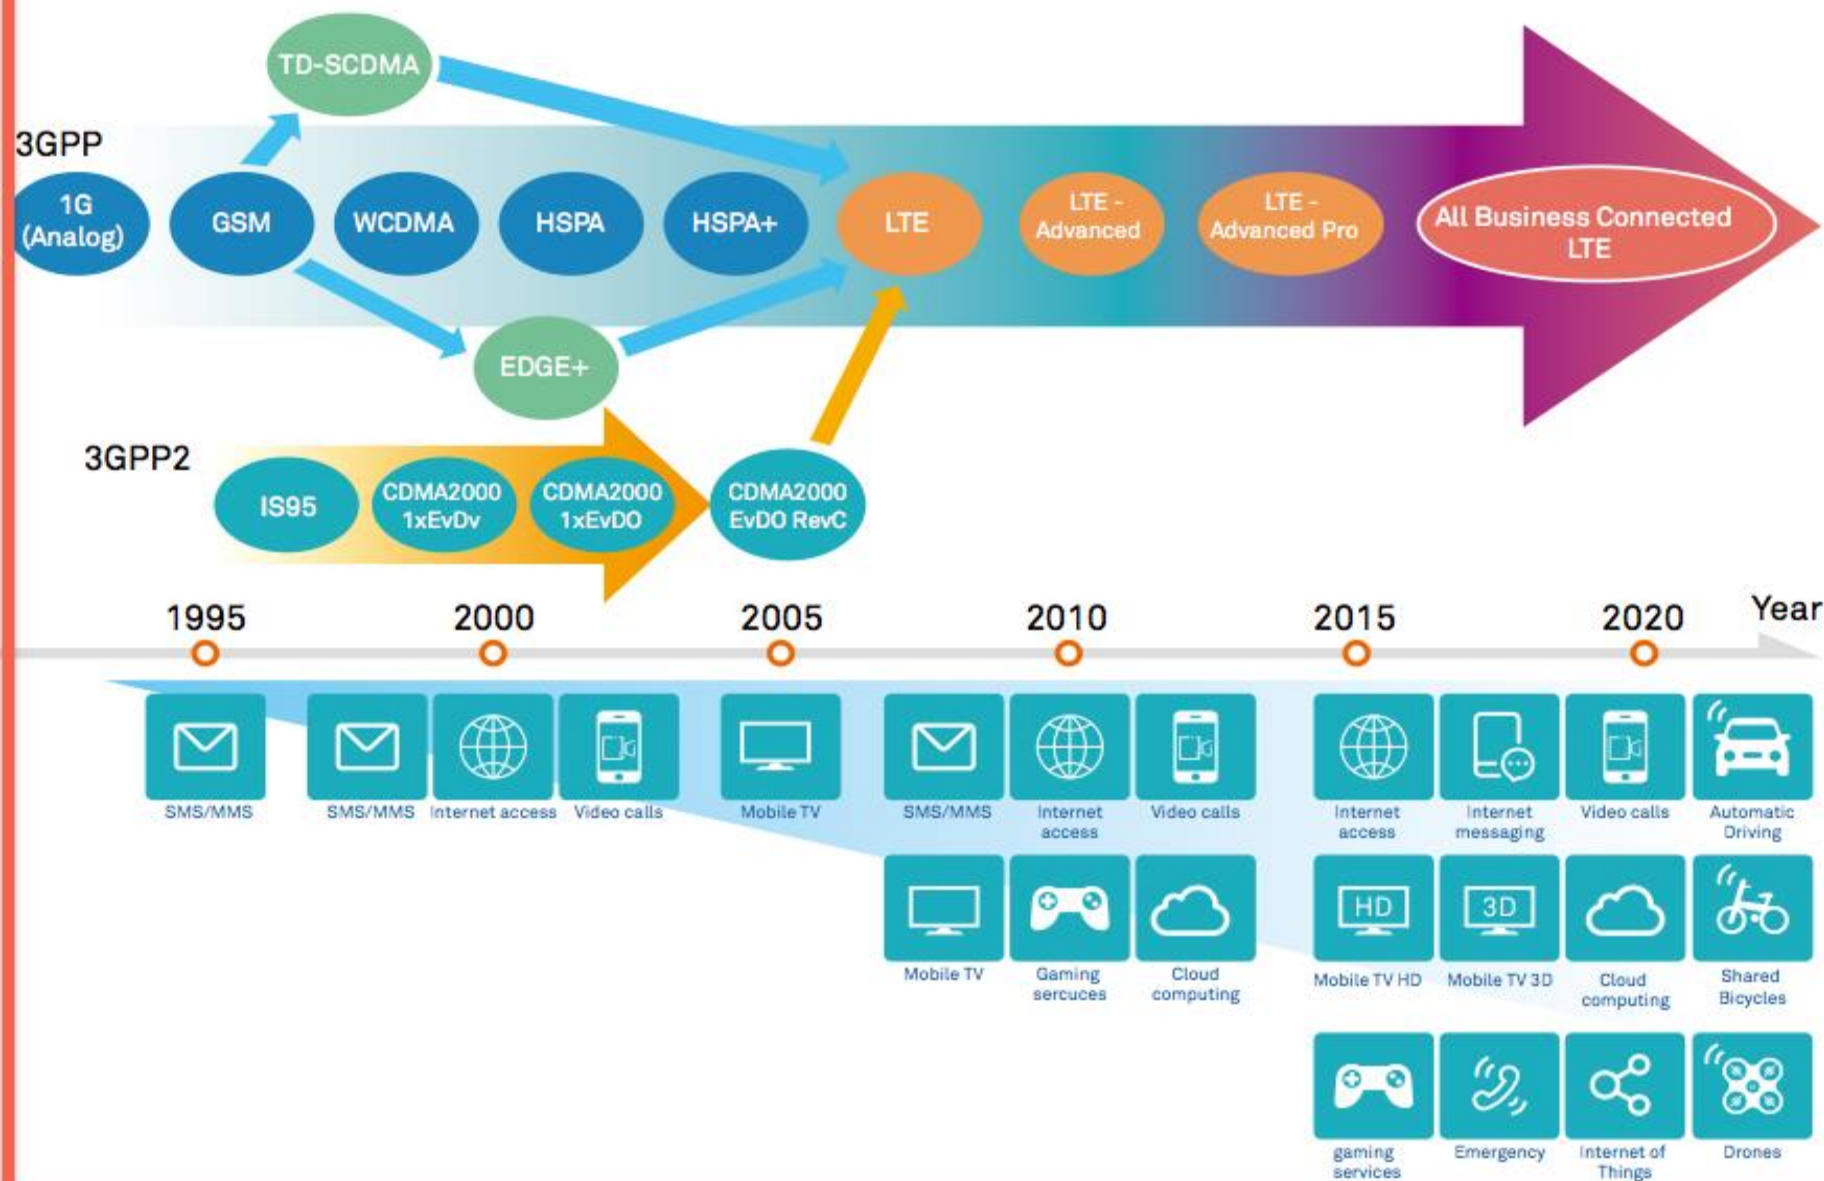 TD-SCDMA
3GPP
1G
(Analog)
GSM
WCDMA
HSPA
HSPA+
LTE
LTE -
Advanced
LTE -
Advanced Pro
All Business Connected
LTE
EDGE+
3GPP2
IS95
CDMA2000
1xEvDv
CDMA2000
1xEvDO
CDMA2000
EvDO RevC
1995
2000
2005
2010
2015
2020
Year
SMS/MMS
SMS/MMS
Internet access
Video calls
Mobile TV
SMS/MMS
Internet
access
Video calls
Internet
access
Internet
messaging
Video calls
Automatic
Driving
HD
3D
Mobile TV
Gaming
sercuces
Cloud
computing
Mobile TV HD
Mobile TV 3D
Cloud
computing
Shared
Bicycles
gaming
services
Emergency
Internet of
Things
Drones